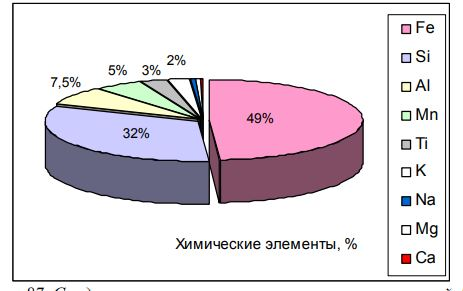 2%
3%
5%
7,5%
49%
32%
Химические элементы, %
Fe
Si
Al
Mn
Ti
K
Na
Mg
Ca